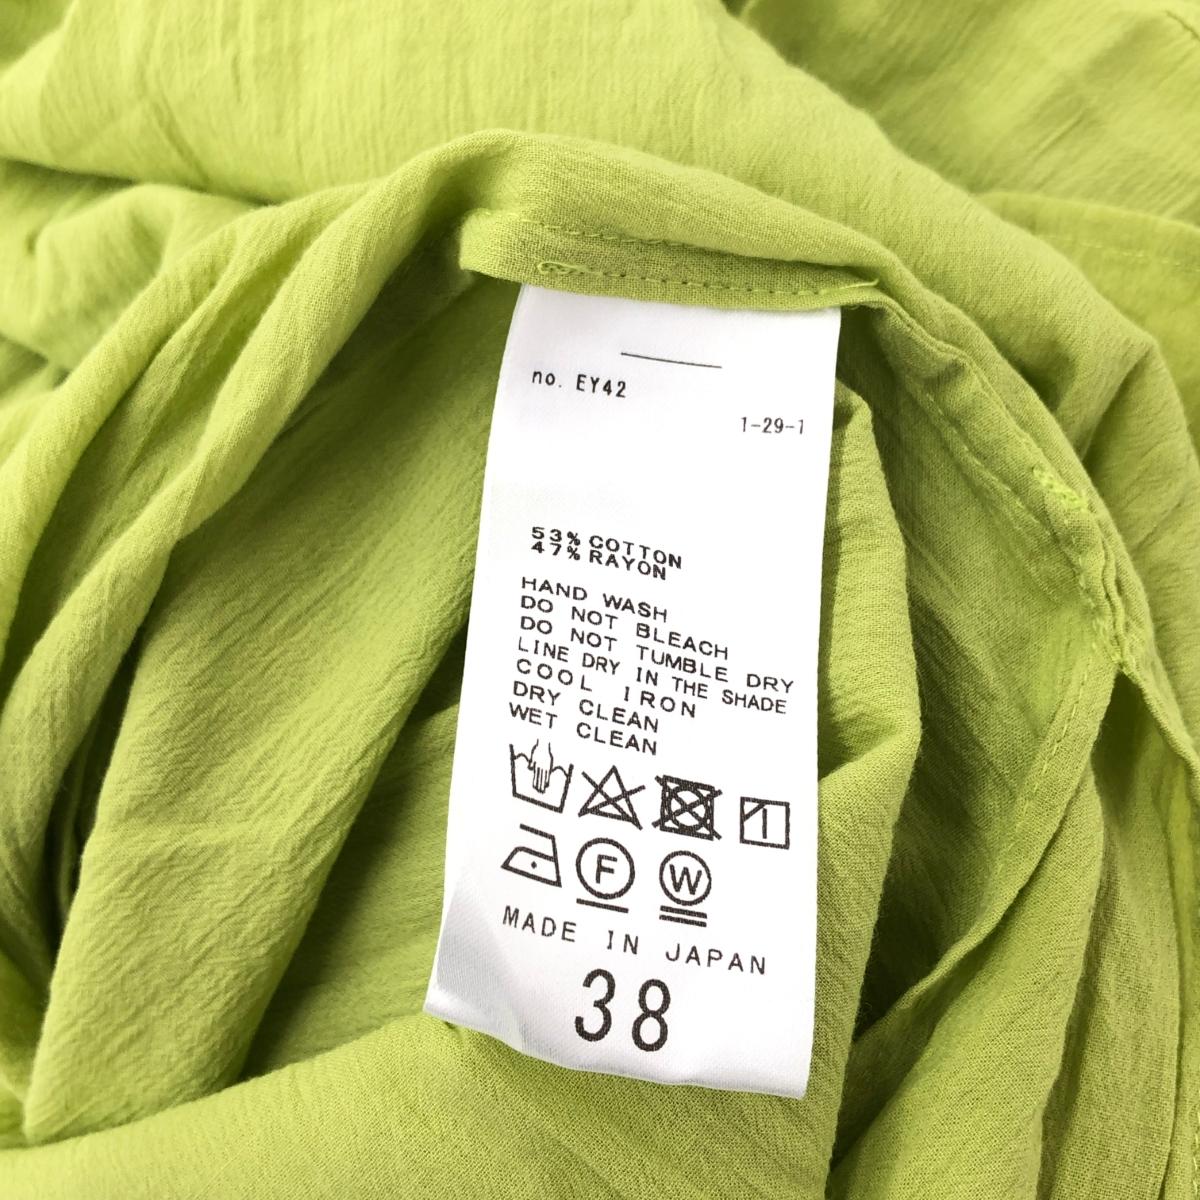 no. EY42
1-29-1
53% COTTON
47% RAYON
HAND WASH
DO NOT BLEACH
DO NOT TUMBLE DRY
LINE DRY IN THE SHADE
COOL IRON
DRY CLEAN
WET CLEAN
F W
MADE IN JAPAN
38